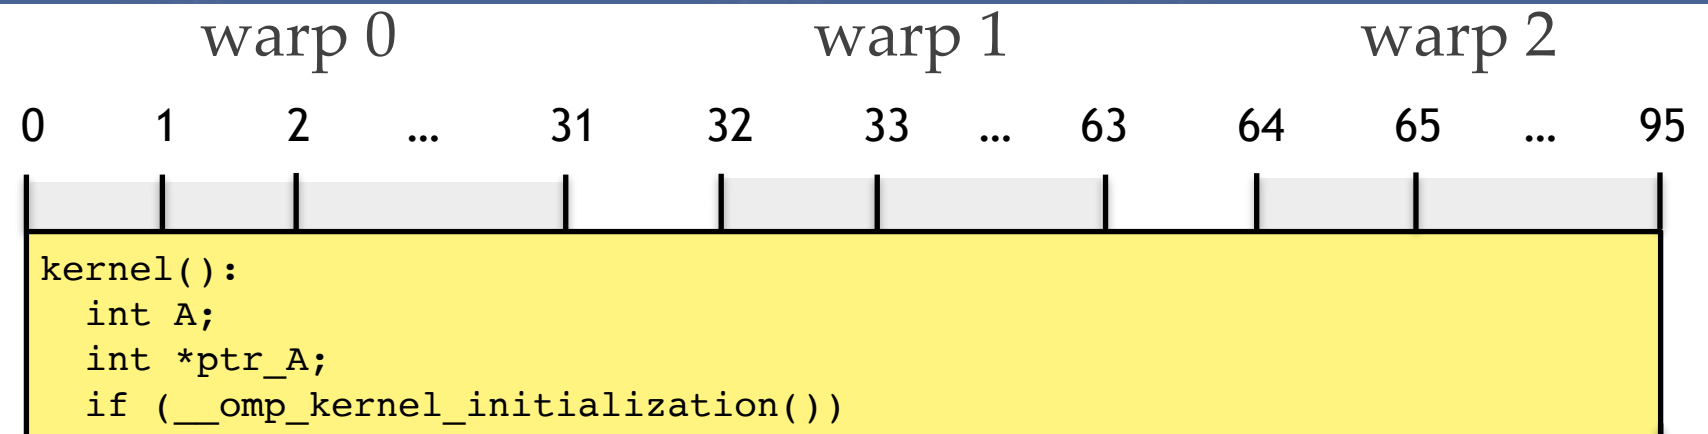 warp 0 warp 1 warp 2
0 1 2 … 31 32 33 … 63 64 65 … 95
kernel():
int A;
int *ptr_A;
if (__omp_kernel_initialization())